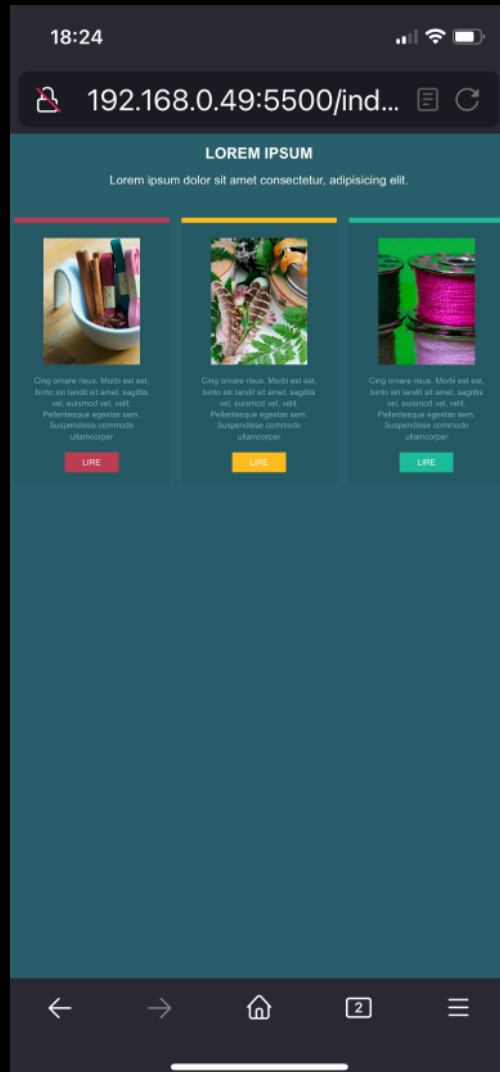 18:24
192.168.0.49:5500/ind...
LOREM IPSUM
Lorem ipsum dolor sit amet consectetur, adipisicing elit.
Cing ornare risus. Morbi est est,
binto sin landit sit amet, sagittis
vel, euismod vel, velit.
Pellentesque egestas sem.
Suspendisse commodo
ullamcorper
LIRE
Cing ornare risus. Morbi est est,
binto sin landit sit amet, sagittis
vel, euismod vel, velit.
Pellentesque egestas sem.
Suspendisse commodo
ullamcorper
LIRE
Cing ornare risus. Morbi est est,
binto sin landit sit amet, sagittis
vel, euismod vel, velit.
Pellentesque egestas sem.
Suspendisse commodo
ullamcorper
LIRE
2